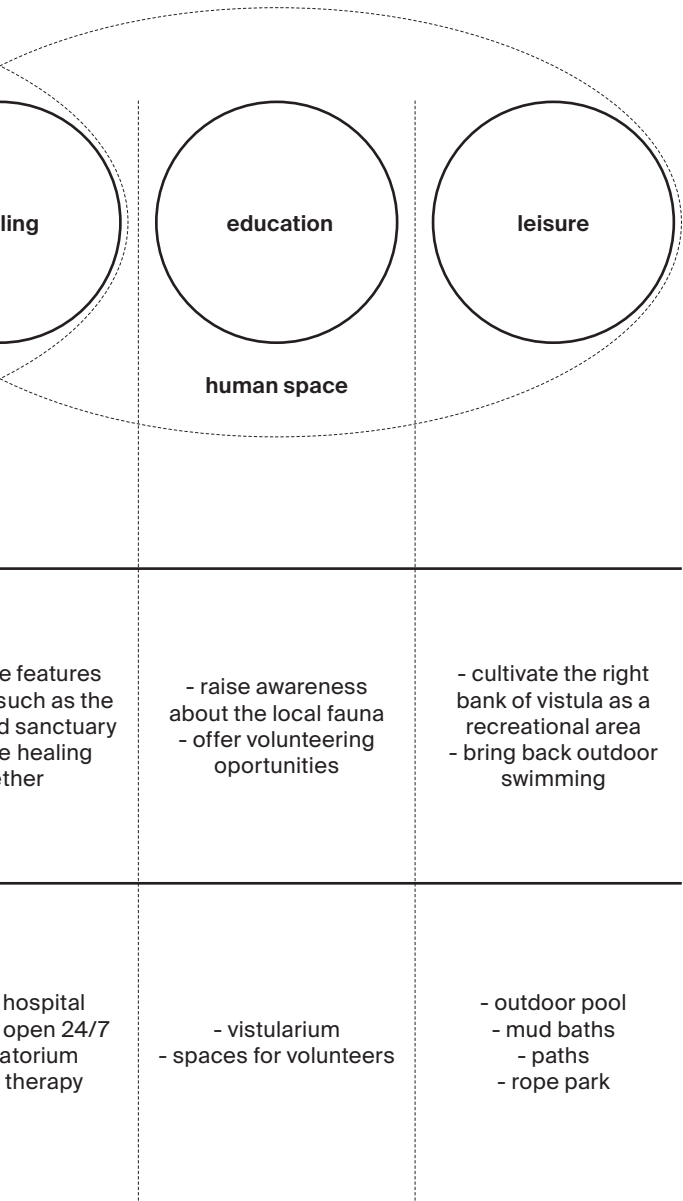 ling
education
leisure
human space
e features
such as the
d sanctuary
e healing
ether
- raise awareness
about the local fauna
- offer volunteering
oportunities
- cultivate the right
bank of vistula as a
recreational area
- bring back outdoor
swimming
hospital
open 24/7
atorium
therapy
- vistularium
- spaces for volunteers
- outdoor pool
- mud baths
- paths
- rope park